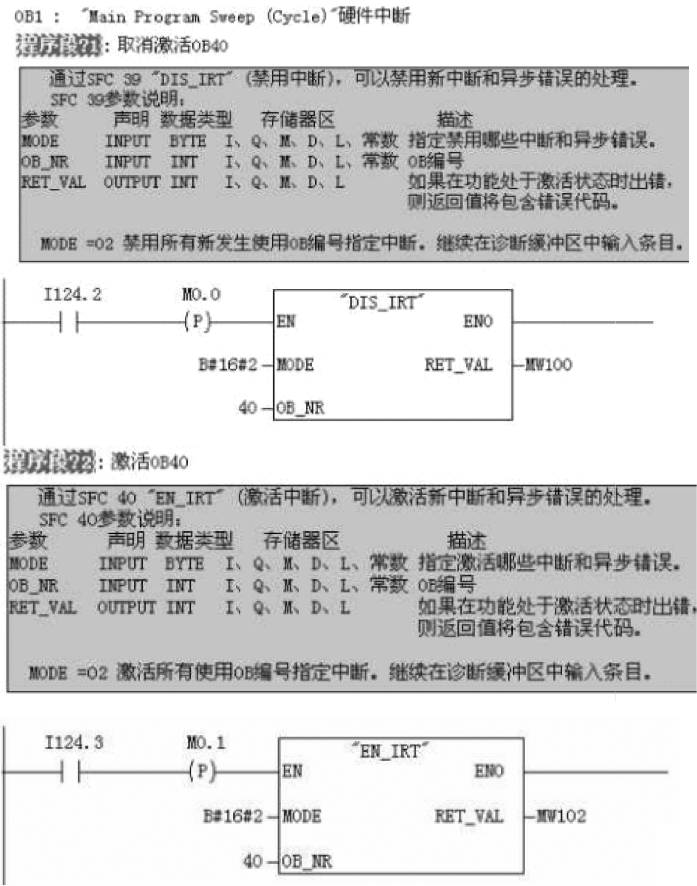 OB1 : "Main Program Sweep (Cycle)"硬件中断
程序段?1: 取消激活OB40
通过SFC 39 "DIS_IRT" (禁用中断), 可以禁用新中断和异步错误的处理。
SFC 39参数说明:
参数 声明 数据类型 存储器区 描述
MODE INPUT BYTE I、Q、M、D、L、常数 指定禁用哪些中断和异步错误。
OB_NR INPUT INT I、Q、M、D、L、常数 OB编号
RET_VAL OUTPUT INT I、Q、M、D、L 如果在功能处于激活状态时出错,
则返回值将包含错误代码。
MODE =02 禁用所有新发生使用OB编号指定中断。继续在诊断缓冲区中输入条目。
I124.2 M0.0 "DIS_IRT"
(P) EN ENO
B#16#2 MODE RET_VAL MW100
40 OB_NR
程序段?2: 激活OB40
通过SFC 40 "EN_IRT" (激活中断), 可以激活新中断和异步错误的处理。
SFC 40参数说明:
参数 声明 数据类型 存储器区 描述
MODE INPUT BYTE I、Q、M、D、L、常数 指定激活哪些中断和异步错误。
OB_NR INPUT INT I、Q、M、D、L、常数 OB编号
RET_VAL OUTPUT INT I、Q、M、D、L 如果在功能处于激活状态时出错,
则返回值将包含错误代码。
MODE =02 激活所有使用OB编号指定中断。继续在诊断缓冲区中输入条目。
I124.3 M0.1 "EN_IRT"
(P) EN ENO
B#16#2 MODE RET_VAL MW102
40 OB_NR